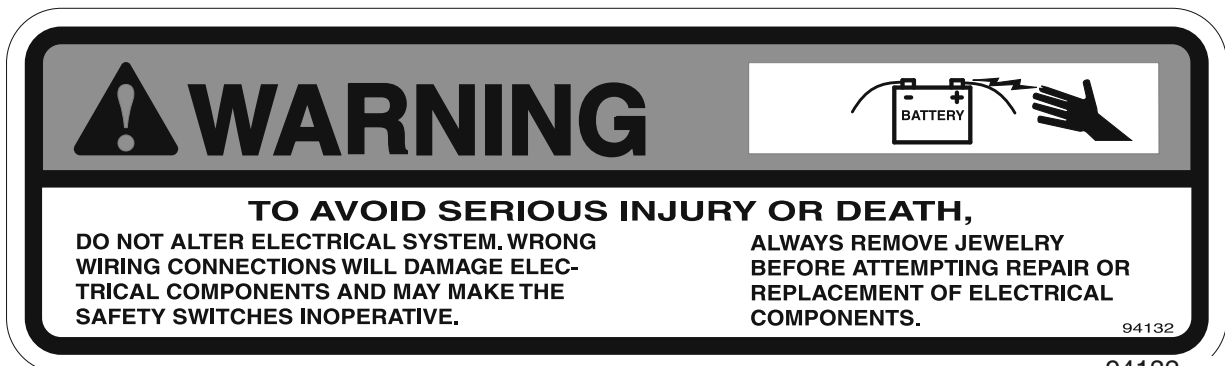 WARNING
- +
BATTERY
TO AVOID SERIOUS INJURY OR DEATH,
DO NOT ALTER ELECTRICAL SYSTEM. WRONG
WIRING CONNECTIONS WILL DAMAGE ELEC-
TRICAL COMPONENTS AND MAY MAKE THE
SAFETY SWITCHES INOPERATIVE.
ALWAYS REMOVE JEWELRY
BEFORE ATTEMPTING REPAIR OR
REPLACEMENT OF ELECTRICAL
COMPONENTS.
94132